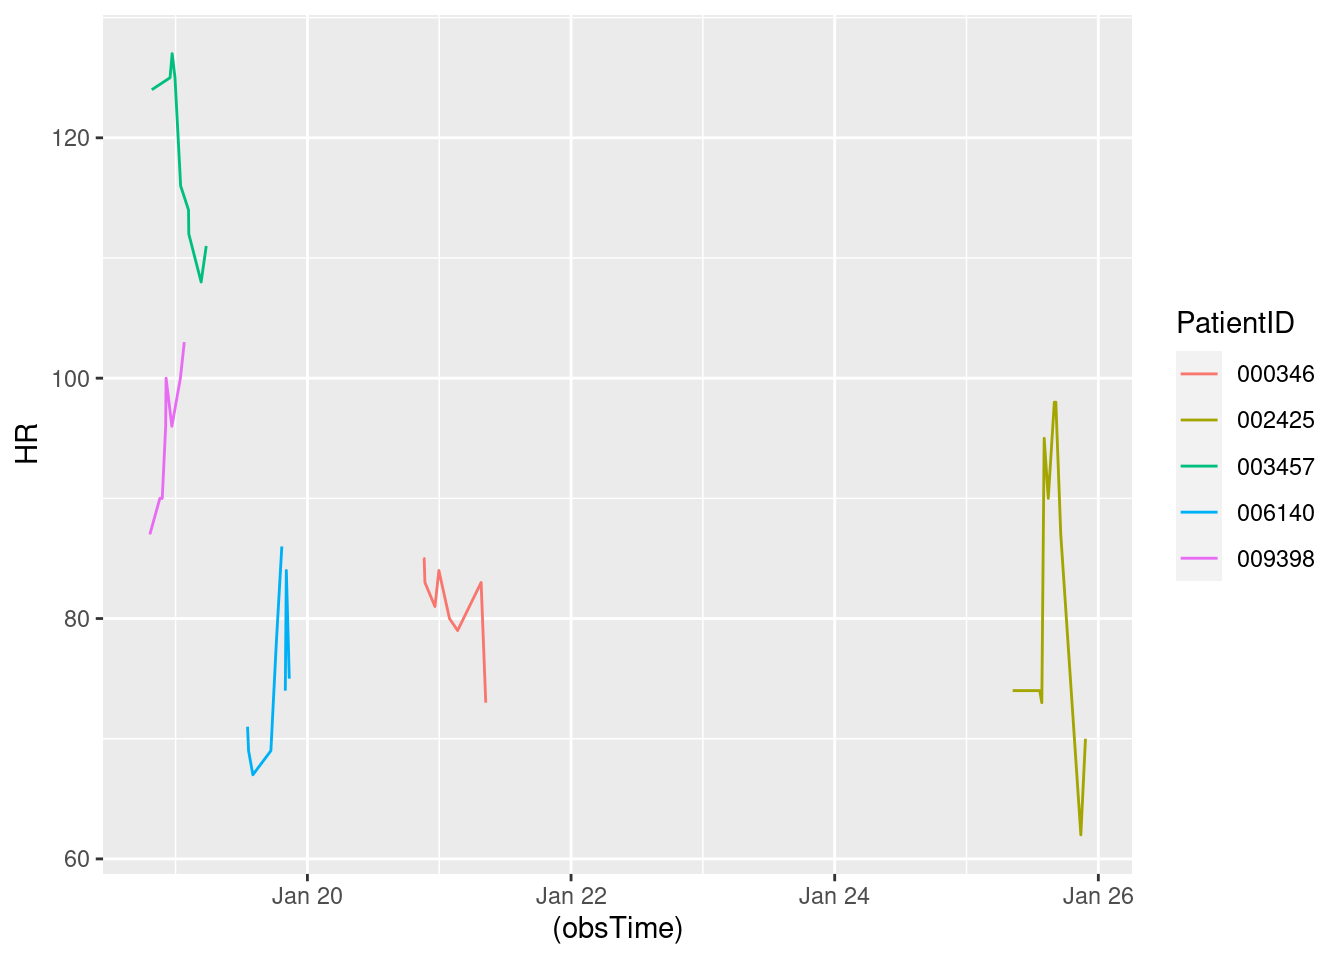 120
100
80
60
HR
Jan 20
Jan 22
Jan 24
Jan 26
(obsTime)
PatientID
000346
002425
003457
006140
009398